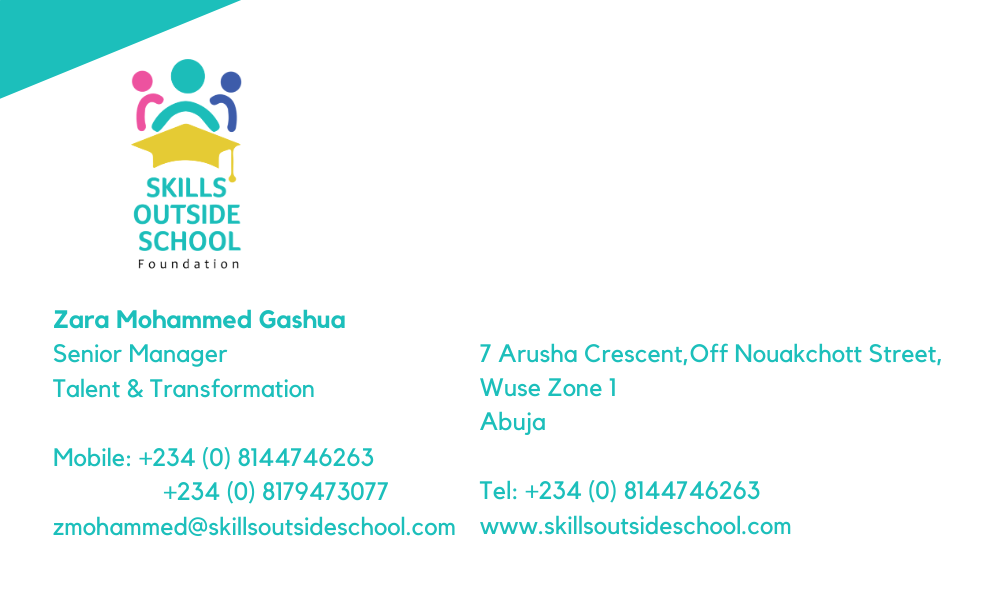 SKILLS
OUTSIDE
SCHOOL
Foundation
Zara Mohammed Gashua
Senior Manager
Talent & Transformation
Mobile: +234 (0) 8144746263
+234 (0) 8179473077
zmohammed@skillsoutsideschool.com
7 Arusha Crescent,Off Nouakchott Street,
Wuse Zone 1
Abuja
Tel: +234 (0) 8144746263
www.skillsoutsideschool.com